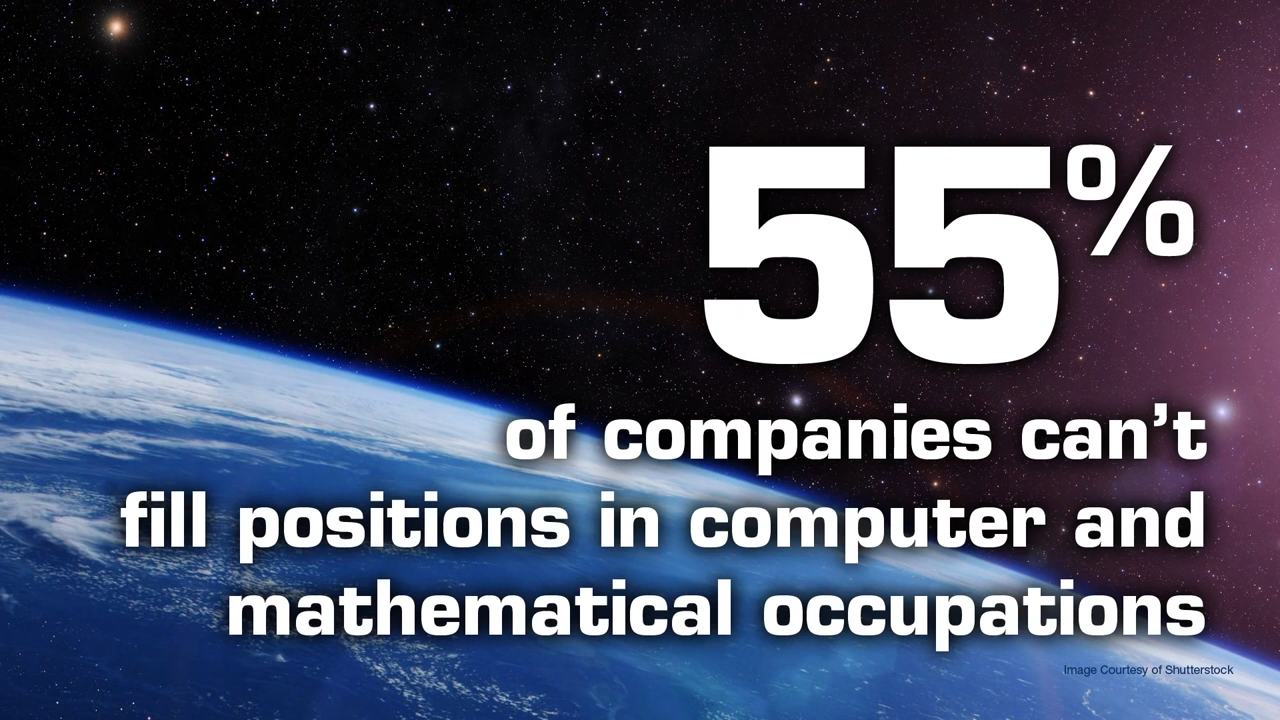 55%
of companies can’t
fill positions in computer and
mathematical occupations
Image Courtesy of Shutterstock